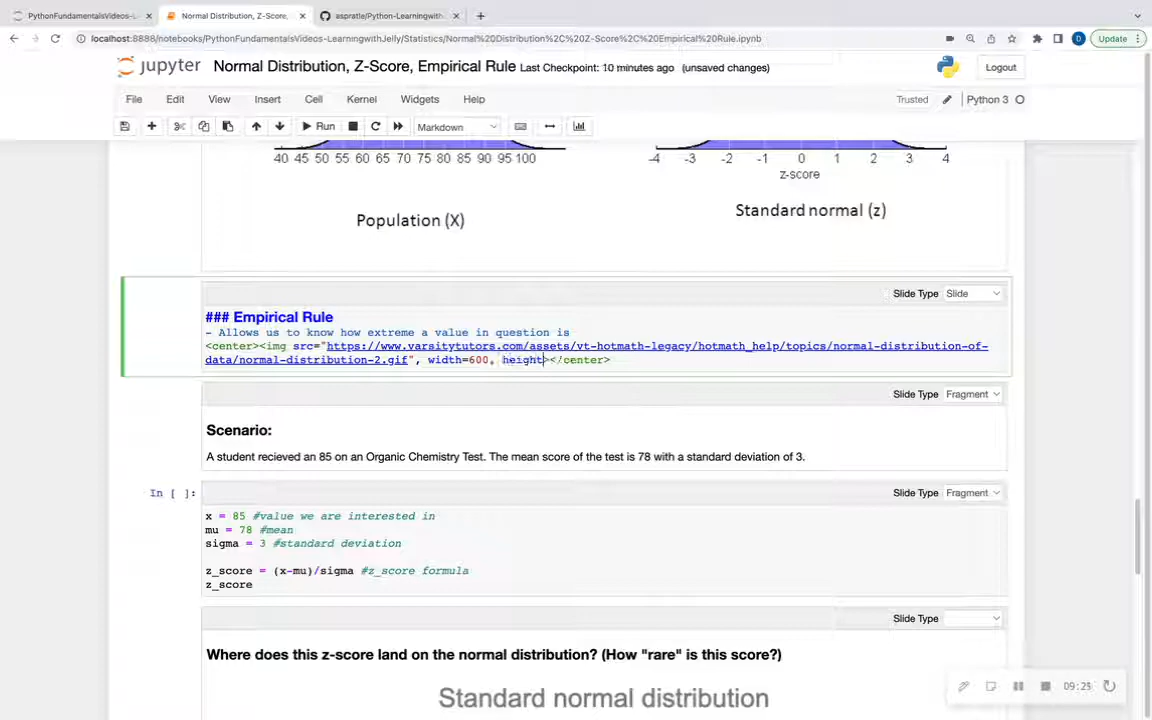 PythonFundamentalsVideos-L
Normal Distribution, Z-Score,
aspratle/Python-Learningwith
localhost:8888/notebooks/PythonFundamentalsVideos-LearningwithJelly/Statistics/Normal%20Distribution%2C%20Z-Score%2C%20Empirical%20Rule.ipynb
D
Update
jupyter Normal Distribution, Z-Score, Empirical Rule Last Checkpoint: 10 minutes ago (unsaved changes)
Logout
File Edit View Insert Cell Kernel Widgets Help
Trusted
Python 3
Run
Markdown
40 45 50 55 60 65 70 75 80 85 90 95 100
-4 -3 -2 -1 0 1 2 3 4
z-score
Population (X)
Standard normal (z)
Slide Type Slide
### Empirical Rule
- Allows us to know how extreme a value in question is
<center><img src="https://www.varsitytutors.com/assets/vt-hotmath-legacy/hotmath_help/topics/normal-distribution-of-
data/normal-distribution-2.gif", width=600, height></center>
Slide Type Fragment
Scenario:
A student recieved an 85 on an Organic Chemistry Test. The mean score of the test is 78 with a standard deviation of 3.
In [ ]:
Slide Type Fragment
x = 85 #value we are interested in
mu = 78 #mean
sigma = 3 #standard deviation
z_score = (x-mu)/sigma #z_score formula
z_score
Slide Type
Where does this z-score land on the normal distribution? (How "rare" is this score?)
Standard normal distribution
09:25